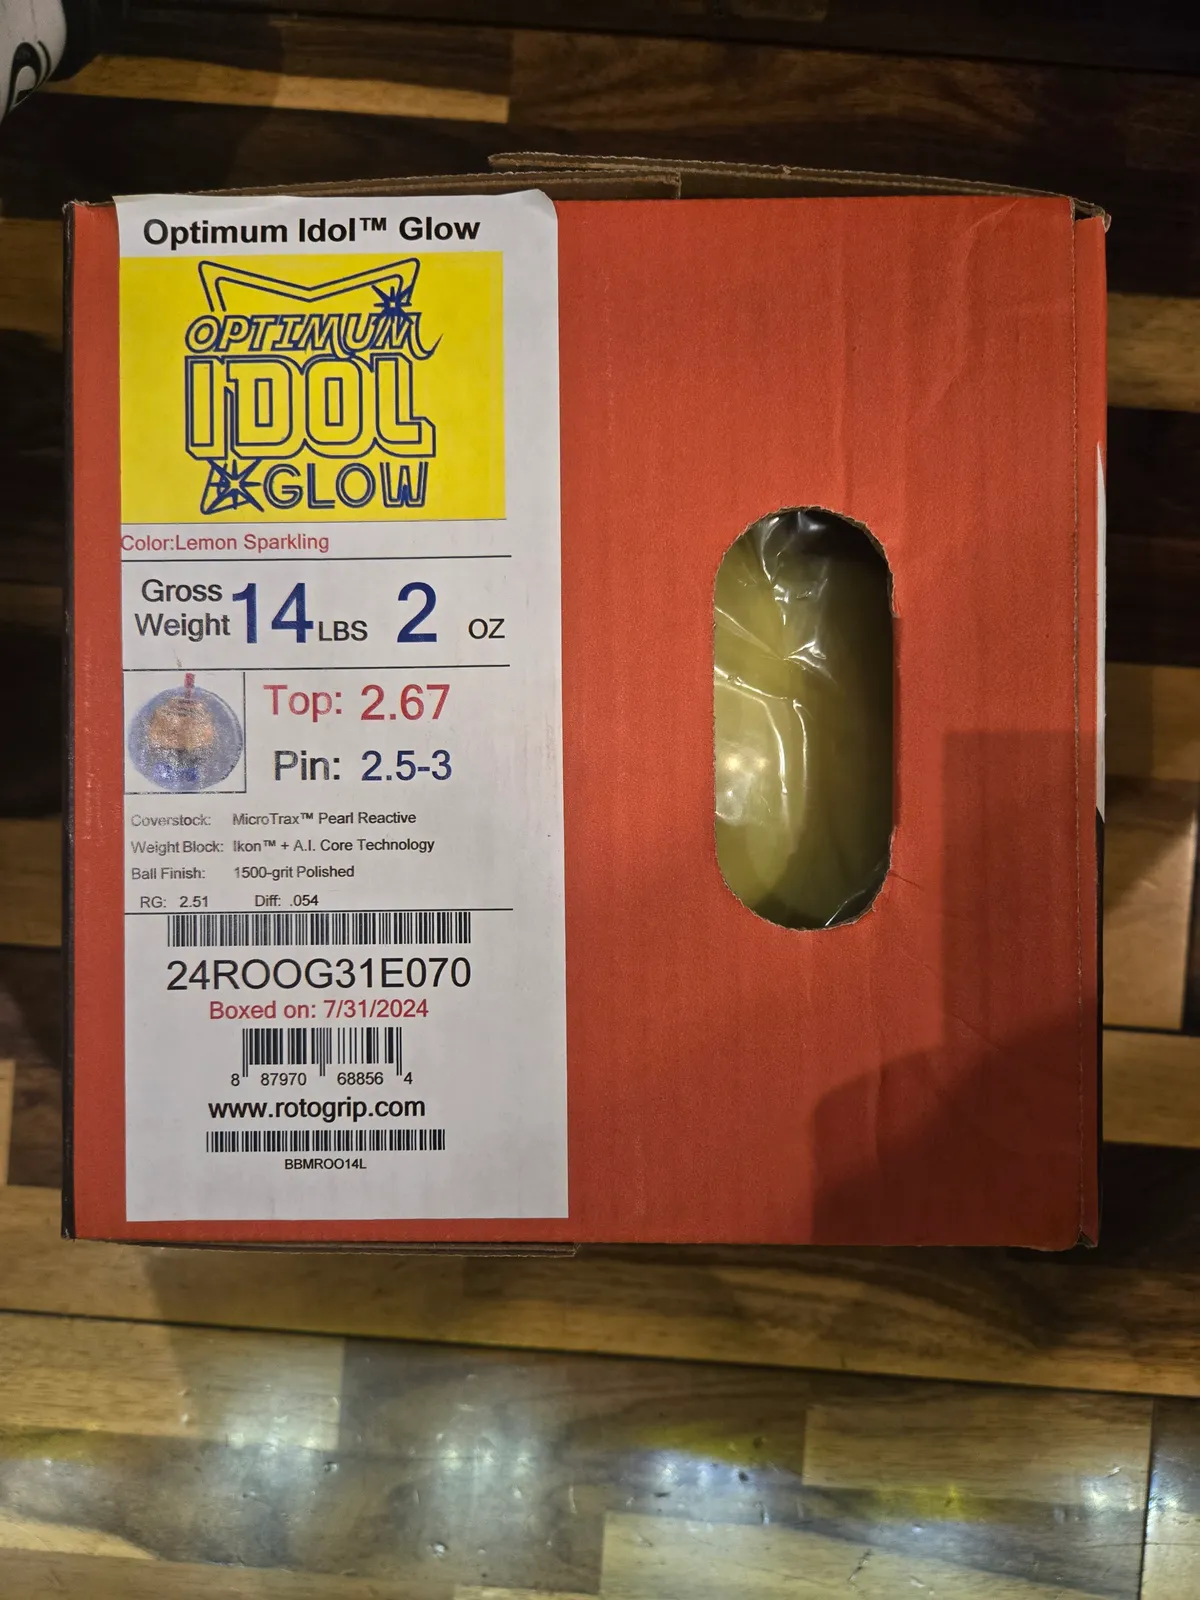 Optimum Idol™ Glow
OPTIMUM
IDOL
GLOW
Color:Lemon Sparkling
Gross Weight 14 LBS 2 OZ
Top: 2.67
Pin: 2.5-3
Coverstock: MicroTrax™ Pearl Reactive
Weight Block: Ikon™ + A.I. Core Technology
Ball Finish: 1500-grit Polished
RG: 2.51 Diff: .054
24ROOG31E070
Boxed on: 7/31/2024
8 87970 68856 4
www.rotogrip.com
BBMROO14L